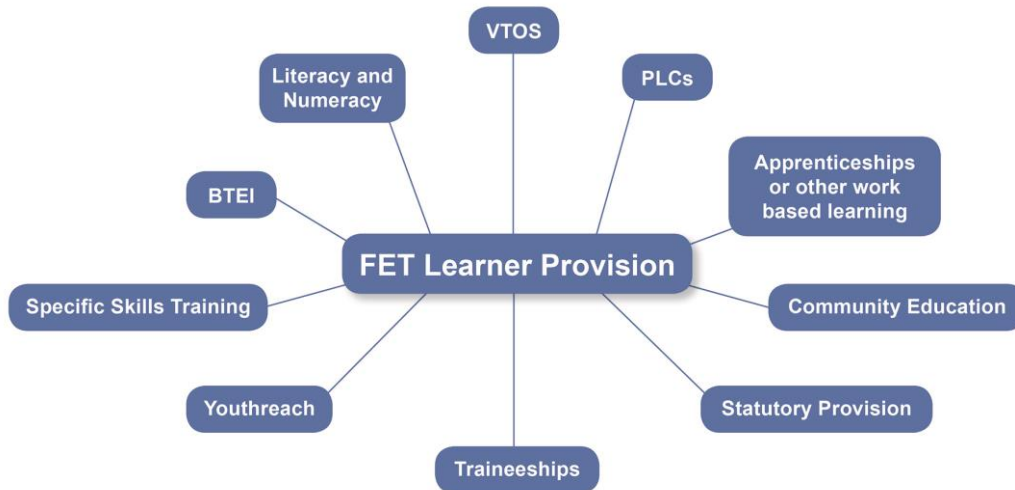 VTOS
Literacy and
Numeracy
PLCs
Apprenticeships
or other work
based learning
BTEI
FET Learner Provision
Specific Skills Training
Community Education
Youthreach
Statutory Provision
Traineeships